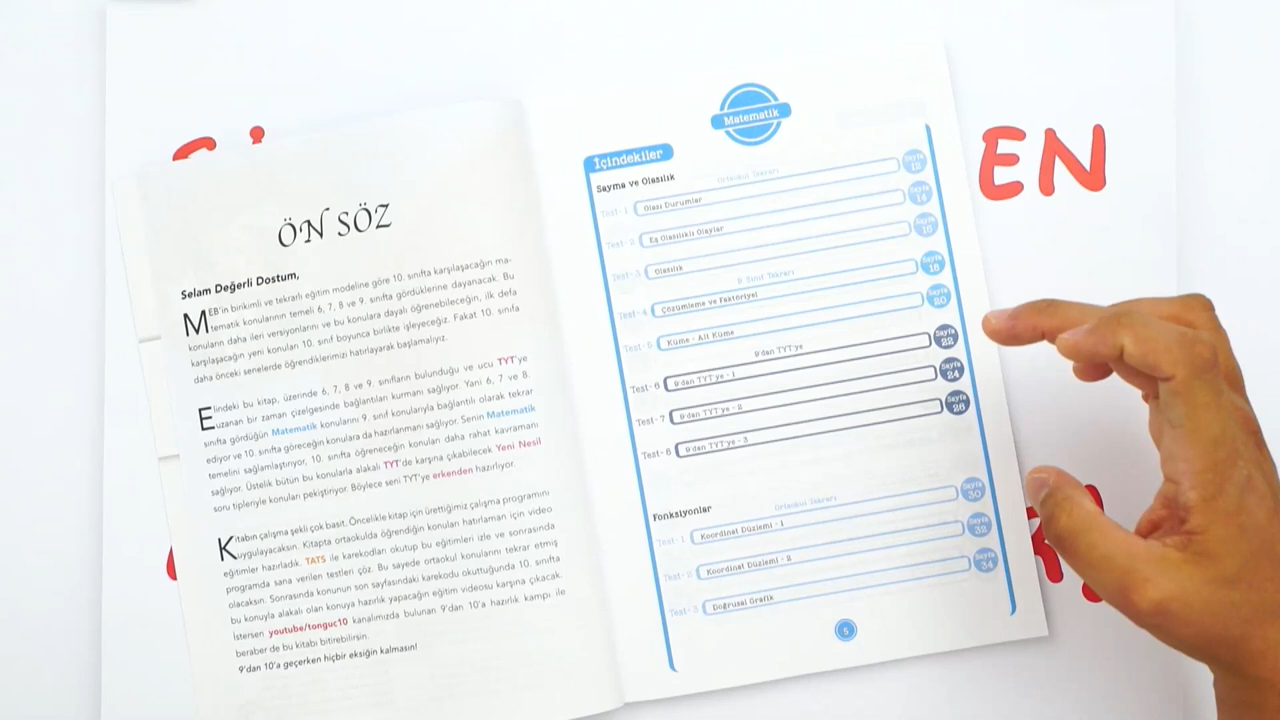 ÖN SÖZ
Selam Değerli Dostum,
MEB'in birikimli ve tekrarlı eğitim modeline göre 10. sınıfta karşılaşacağın ma-
tematik konularının temeli 6, 7, 8 ve 9. sınıfta gördüklerine dayanacak. Bu
konuların daha ileri versiyonlarını ve bu konulara dayalı öğrenebileceğin, ilk defa
karşılaşacağın yeni konuları 10. sınıf boyunca birlikte işleyeceğiz. Fakat 10. sınıfa
daha önceki senelerde öğrendiklerimizi hatırlayarak başlamalıyız.
Elindeki bu kitap, üzerinde 6, 7, 8 ve 9. sınıfların bulunduğu ve ucu TYT'ye
uzanan bir zaman çizelgesinde bağlantıları kurmanı sağlıyor. Yani 6, 7 ve 8.
sınıfta gördüğün Matematik konularını 9. sınıf konularıyla bağlantılı olarak tekrar
ediyor ve 10. sınıfta göreceğin konulara da hazırlanmanı sağlıyor. Senin Matematik
temelini sağlamlaştırıyor, 10. sınıfta öğreneceğin konuları daha rahat kavramanı
sağlıyor. Üstelik bütün bu konularla alakalı TYT'de karşına çıkabilecek Yeni Nesil
soru tipleriyle konuları pekiştiriyor. Böylece seni TYT'ye erkenden hazırlıyor.
Kitabın çalışma şekli çok basit. Öncelikle kitap için ürettiğimiz çalışma programını
uygulayacaksın. Kitapta ortaokulda öğrendiğin konuları hatırlaman için video
eğitimler hazırladık. TATS ile karekodları okutup bu eğitimleri izle ve sonrasında
programda sana verilen testleri çöz. Bu sayede ortaokul konularını tekrar etmiş
olacaksın. Sonrasında konunun son sayfasındaki karekodu okuttuğunda 10. sınıfta
bu konuyla alakalı olan konuya hazırlık yapacağın eğitim videosu karşına çıkacak.
İstersen youtube/tonguc10 kanalımızda bulunan 9'dan 10'a hazırlık kampı ile
beraber de bu kitabı bitirebilirsin.
9'dan 10'a geçerken hiçbir eksiğin kalmasın!
Matematik
İçindekiler
Sayma ve Olasılık
Ortaokul Tekrarı
Test-1 Olası Durumlar Sayfa 12
Test-2 Eş Olasılıklı Olaylar Sayfa 14
Test-3 Olasılık Sayfa 16
9. Sınıf Tekrarı
Test-4 Çözümleme ve Faktöriyel Sayfa 18
Test-5 Küme - Alt Küme Sayfa 20
9'dan TYT'ye
Test-6 9'dan TYT'ye - 1 Sayfa 22
Test-7 9'dan TYT'ye - 2 Sayfa 24
Test-8 9'dan TYT'ye - 3 Sayfa 26
Fonksiyonlar
Ortaokul Tekrarı
Test-1 Koordinat Düzlemi - 1 Sayfa 30
Test-2 Koordinat Düzlemi - 2 Sayfa 32
Test-3 Doğrusal Grafik Sayfa 34
5
EN